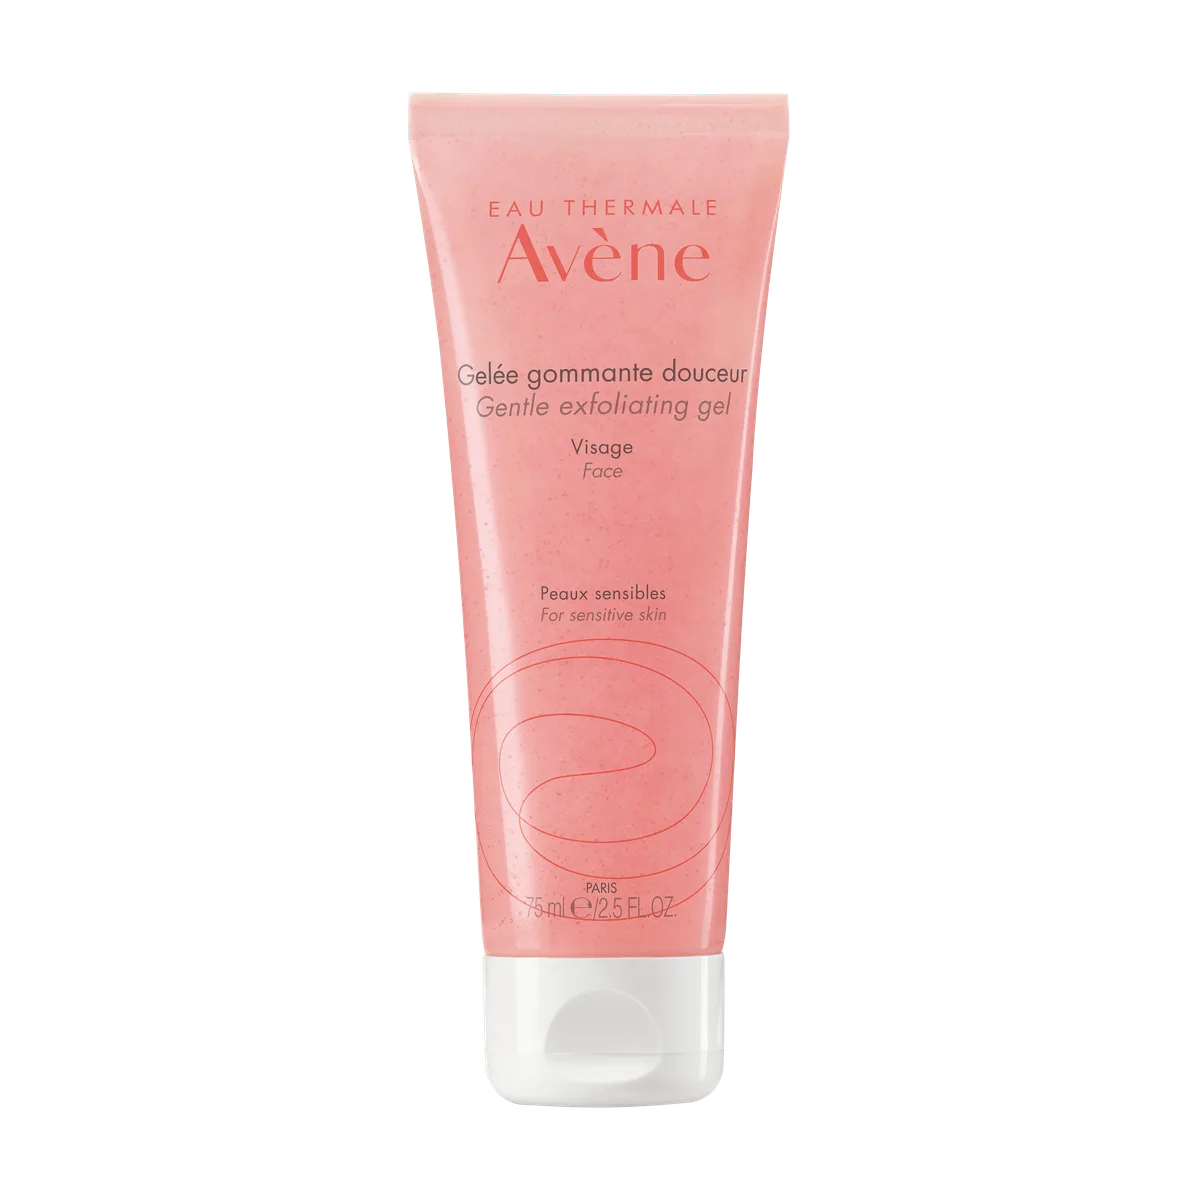 EAU THERMALE
Avène
Gelée gommante douceur
Gentle exfoliating gel
Visage
Face
Peaux sensibles
For sensitive skin
PARIS
75 ml ℮/2,5 FL.OZ.